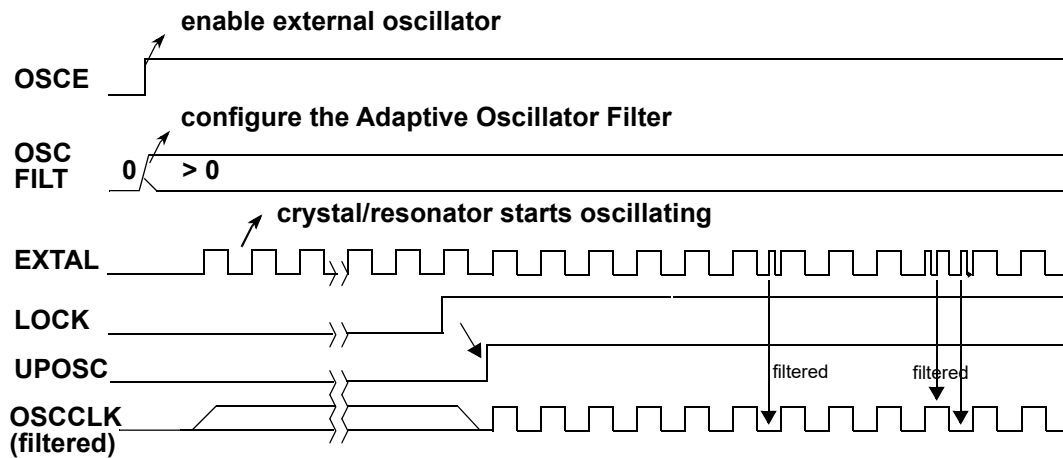 enable external oscillator
OSCE
configure the Adaptive Oscillator Filter
OSC
FILT
0 > 0
crystal/resonator starts oscillating
EXTAL
LOCK
UPOSC
filtered filtered
OSCCLK
(filtered)